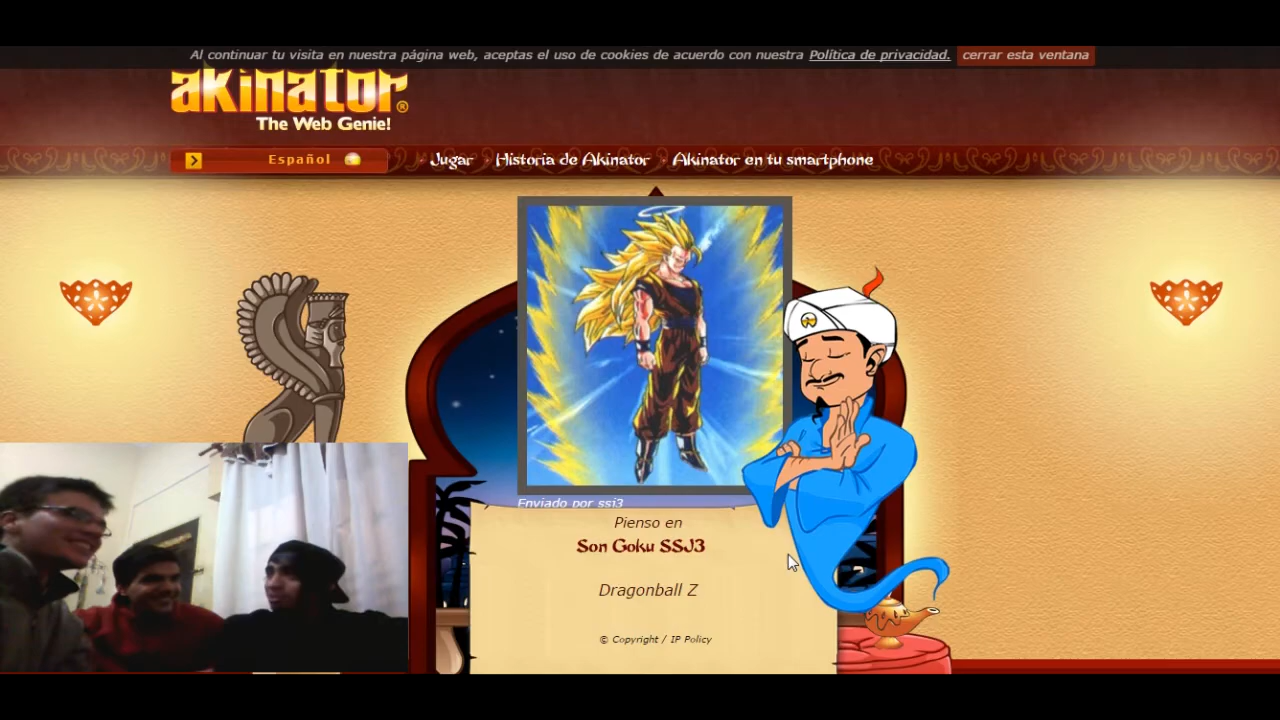 Al continuar tu visita en nuestra página web, aceptas el uso de cookies de acuerdo con nuestra Política de privacidad. cerrar esta ventana
akinator®
The Web Genie!
Español
Jugar · Historia de Akinator · Akinator en tu smartphone
Enviado por ssj3
Pienso en
Son Goku SSJ3
Dragonball Z
© Copyright / IP Policy